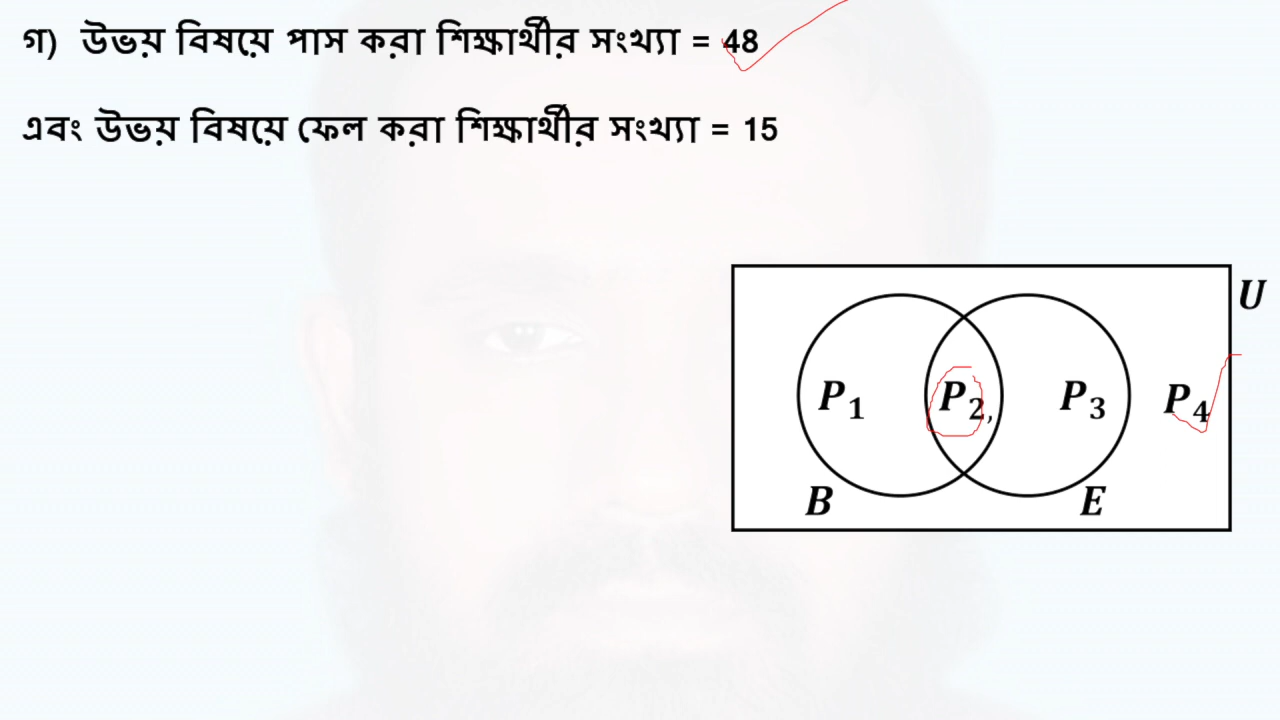 গ) উভয় বিষয়ে পাস করা শিক্ষার্থীর সংখ্যা = 48
এবং উভয় বিষয়ে ফেল করা শিক্ষার্থীর সংখ্যা = 15
U
P₁ P₂, P₃ P₄
B E